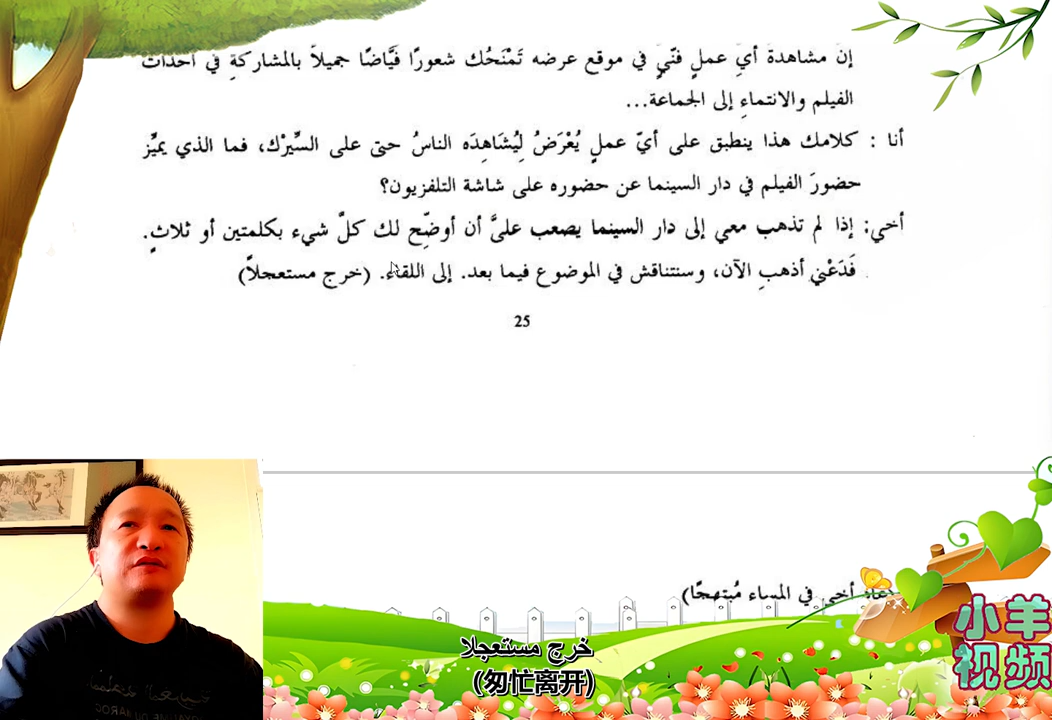 إنّ مشاهدة أيّ عملٍ فنّيٍّ في موقع عرضه تَمْنَحُك شعورًا فَيَّاضًا جميلاً بالمشاركةِ في أحداث
الفيلم والانتماءِ إلى الجماعة...
أنا : كلامك هذا ينطبق على أيّ عملٍ يُعْرَضُ لِيُشَاهِدَه الناسُ حتى على السِّيرْك، فما الذي يميِّز
حضورَ الفيلم في دار السينما عن حضوره على شاشة التلفزيون؟
أخي: إذا لم تذهب معي إلى دار السينما يصعب عليَّ أن أوضّح لك كلَّ شيء بكلمتين أو ثلاثٍ.
فَدَعْني أذهبِ الآن، وسنتناقش في الموضوع فيما بعد. إلى اللقاء. (خرج مستعجلاً)
25
أخي في المساء مُبتهجًا)
خرج مستعجلا
(匆忙离开)
小羊
视频